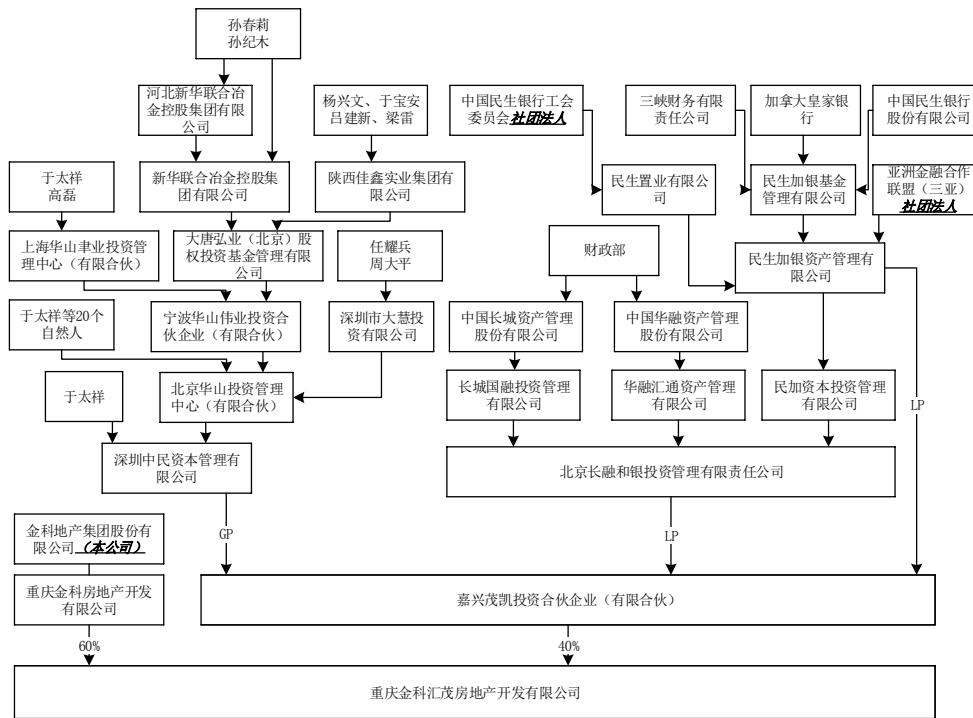 孙春莉
孙纪木
河北新华联合冶
金控股集团有限
公司
杨兴文、于宝安
吕建新、梁雷
中国民生银行工会
委员会社团法人
三峡财务有限
责任公司
加拿大皇家银
行
中国民生银行
股份有限公司
于太祥
高磊
新华联合冶金控股集
团有限公司
陕西佳鑫实业集团有
限公司
民生置业有限公
司
民生加银基金
管理有限公司
亚洲金融合作
联盟（三亚）
社团法人
上海华山聿业投资管
理中心（有限合伙）
大唐弘业（北京）股
权投资基金管理有限
公司
任耀兵
周大平
财政部
民生加银资产管理有
限公司
于太祥等20个
自然人
宁波华山伟业投资合
伙企业（有限合伙）
深圳市大慧投
资有限公司
中国长城资产管理
股份有限公司
中国华融资产管理
股份有限公司
于太祥
北京华山投资管理
中心（有限合伙）
长城国融投资管理
有限公司
华融汇通资产管理
有限公司
民加资本投资管理
有限公司
LP
深圳中民资本管理有
限公司
北京长融和银投资管理有限责任公司
金科地产集团股份有
限公司（本公司）
GP
LP
重庆金科房地产开发
有限公司
嘉兴茂凯投资合伙企业（有限合伙）
60%
40%
重庆金科汇茂房地产开发有限公司